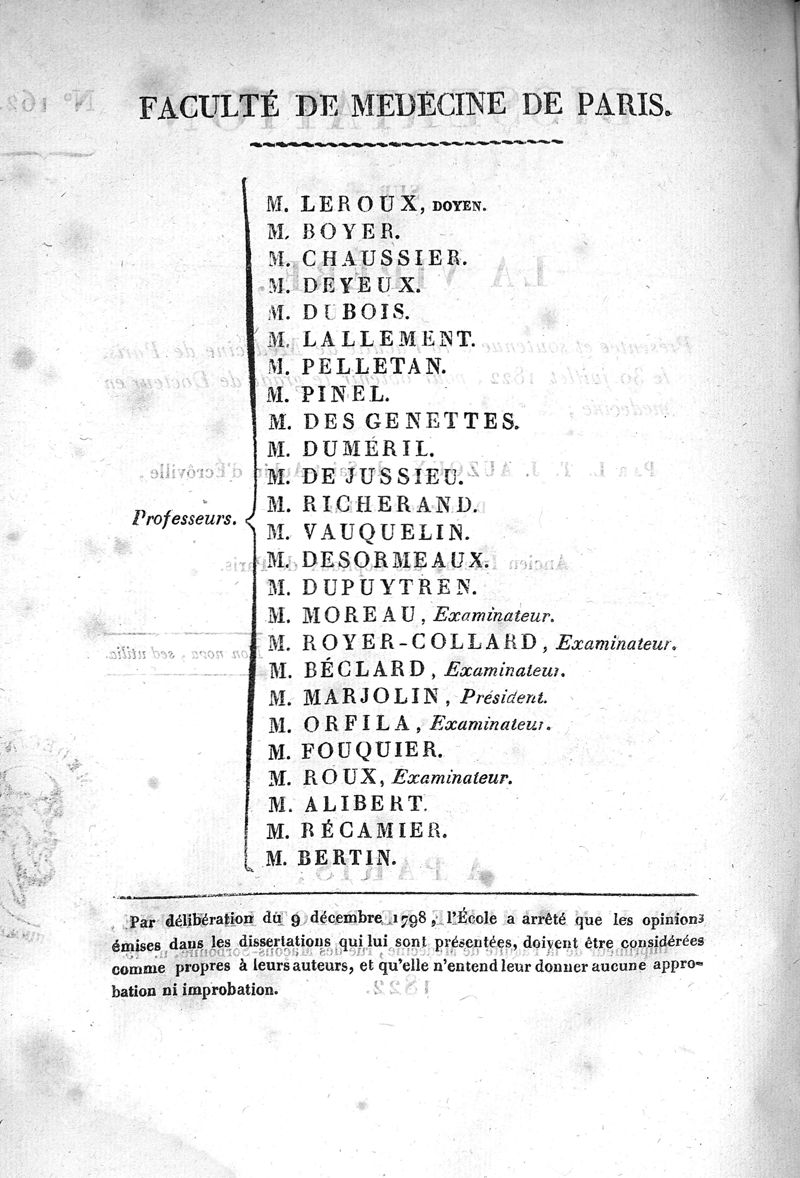 FACULTÉ DE MEDÉCINE DE PARIS.
M. LEROUX, DOYEN.
M. BOYER.
M. CHAUSSIER.
M. DEYEUX.
M. DUBOIS.
M. LALLEMENT.
M. PELLETAN.
M. PINEL.
M. DES GENETTES.
M. DUMÉRIL.
M. DE JUSSIEU.
M. RICHERAND.
Professeurs.
M. VAUQUELIN.
M. DESORMEAUX.
M. DUPUYTREN.
M. MOREAU, Examinateur.
M. ROYER-COLLARD, Examinateur.
M. BÉCLARD, Examinateur.
M. MARJOLIN, Président.
M. ORFILA, Examinateur.
M. FOUQUIER.
M. ROUX, Examinateur.
M. ALIBERT.
M. RÉCAMIER.
M. BERTIN.
Par délibération du 9 décembre 1798, l'École a arrêté que les opinions
émises dans les dissertations qui lui sont présentées, doivent être considérées
comme propres à leurs auteurs, et qu'elle n'entend leur donner aucune appro-
bation ni improbation.